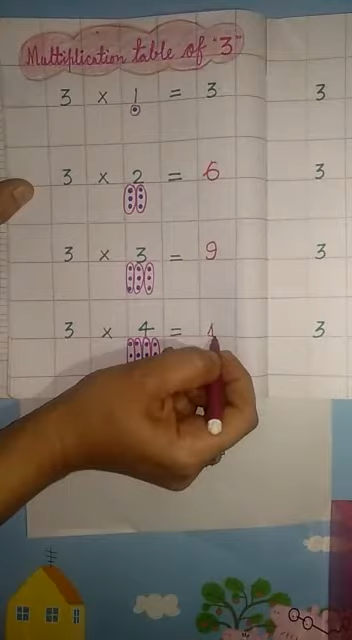 Multiplication table of "3"
3 × 1 = 3 3
3 × 2 = 6 3
3 × 3 = 9 3
3 × 4 = 1 3